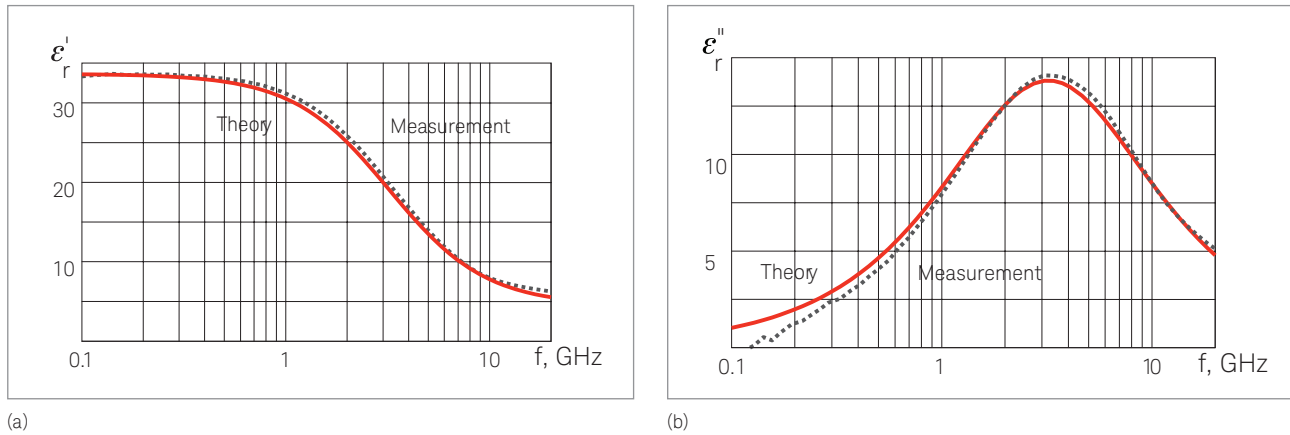 ε'r
30
20
10
Theory Measurement
0.1 1 10 f, GHz
(a)
ε"r
10
5
Theory Measurement
0.1 1 10 f, GHz
(b)